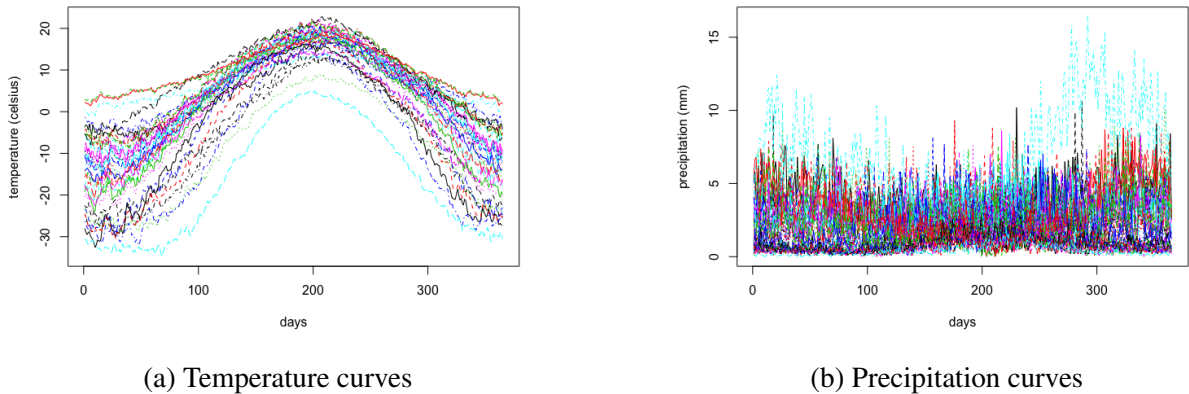 20
10
0
-10
-20
-30
temperature (celsius)
0 100 200 300
days
(a) Temperature curves
15
10
5
0
precipitation (mm)
0 100 200 300
days
(b) Precipitation curves